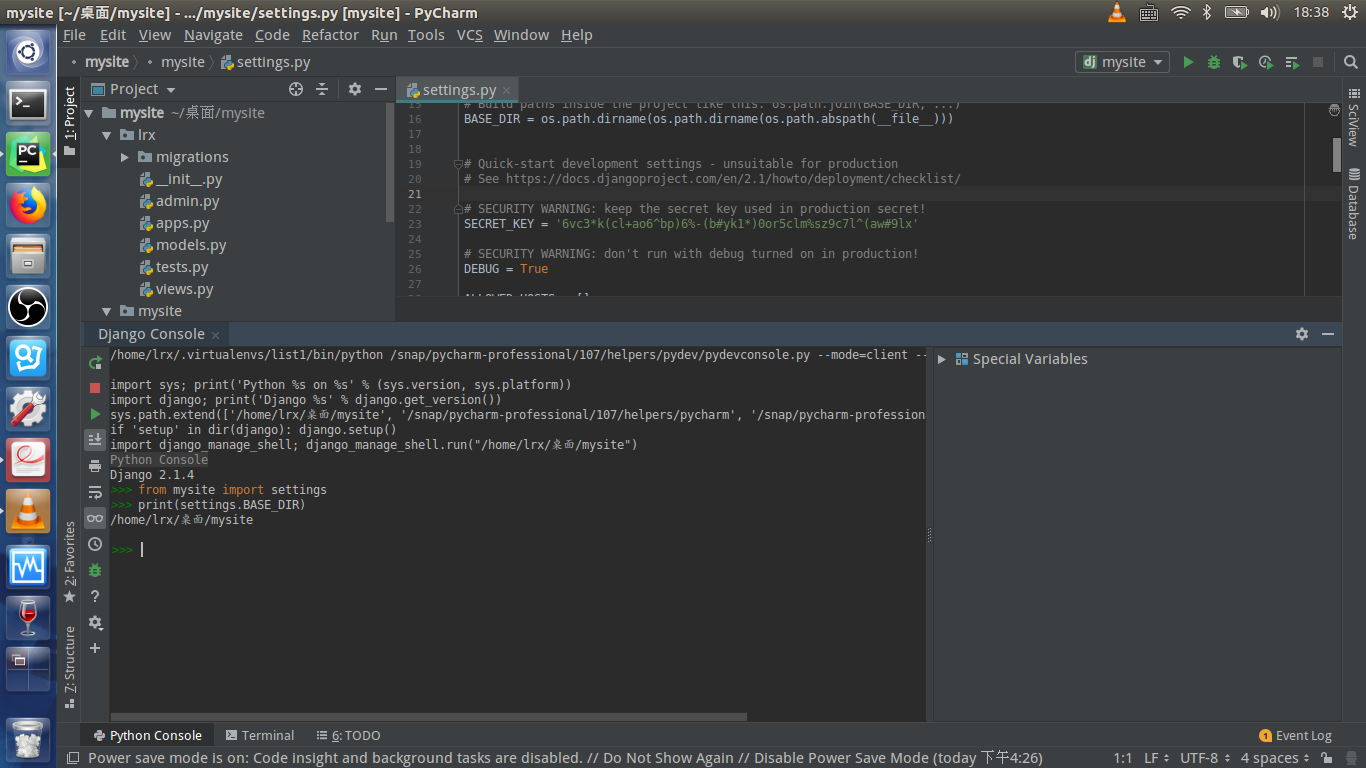 mysite [~/桌面/mysite] - .../mysite/settings.py [mysite] - PyCharm
18:38
File Edit View Navigate Code Refactor Run Tools VCS Window Help
mysite mysite settings.py
dj mysite
1: Project
Project
settings.py
mysite ~/桌面/mysite
lrx
migrations
__init__.py
admin.py
apps.py
models.py
tests.py
views.py
mysite
15 # Build paths inside the project like this: os.path.join(BASE_DIR, ...)
16 BASE_DIR = os.path.dirname(os.path.dirname(os.path.abspath(__file__)))
17
18
19 # Quick-start development settings - unsuitable for production
20 # See https://docs.djangoproject.com/en/2.1/howto/deployment/checklist/
21
22 # SECURITY WARNING: keep the secret key used in production secret!
23 SECRET_KEY = '6vc3*k(cl+ao6^bp)6%-(b#yk1*)0or5clm%sz9c7l^(aw#9lx'
24
25 # SECURITY WARNING: don't run with debug turned on in production!
26 DEBUG = True
27
28 ALLOWED_HOSTS = []
SciView
Database
Django Console
/home/lrx/.virtualenvs/list1/bin/python /snap/pycharm-professional/107/helpers/pydev/pydevconsole.py --mode=client --
import sys; print('Python %s on %s' % (sys.version, sys.platform))
import django; print('Django %s' % django.get_version())
sys.path.extend(['/home/lrx/桌面/mysite', '/snap/pycharm-professional/107/helpers/pycharm', '/snap/pycharm-profession
if 'setup' in dir(django): django.setup()
import django_manage_shell; django_manage_shell.run("/home/lrx/桌面/mysite")
Python Console
Django 2.1.4
>>> from mysite import settings
>>> print(settings.BASE_DIR)
/home/lrx/桌面/mysite
>>>
Special Variables
2: Favorites
7: Structure
Python Console Terminal 6: TODO
1 Event Log
Power save mode is on: Code insight and background tasks are disabled. // Do Not Show Again // Disable Power Save Mode (today 下午4:26)
1:1 LF UTF-8 4 spaces